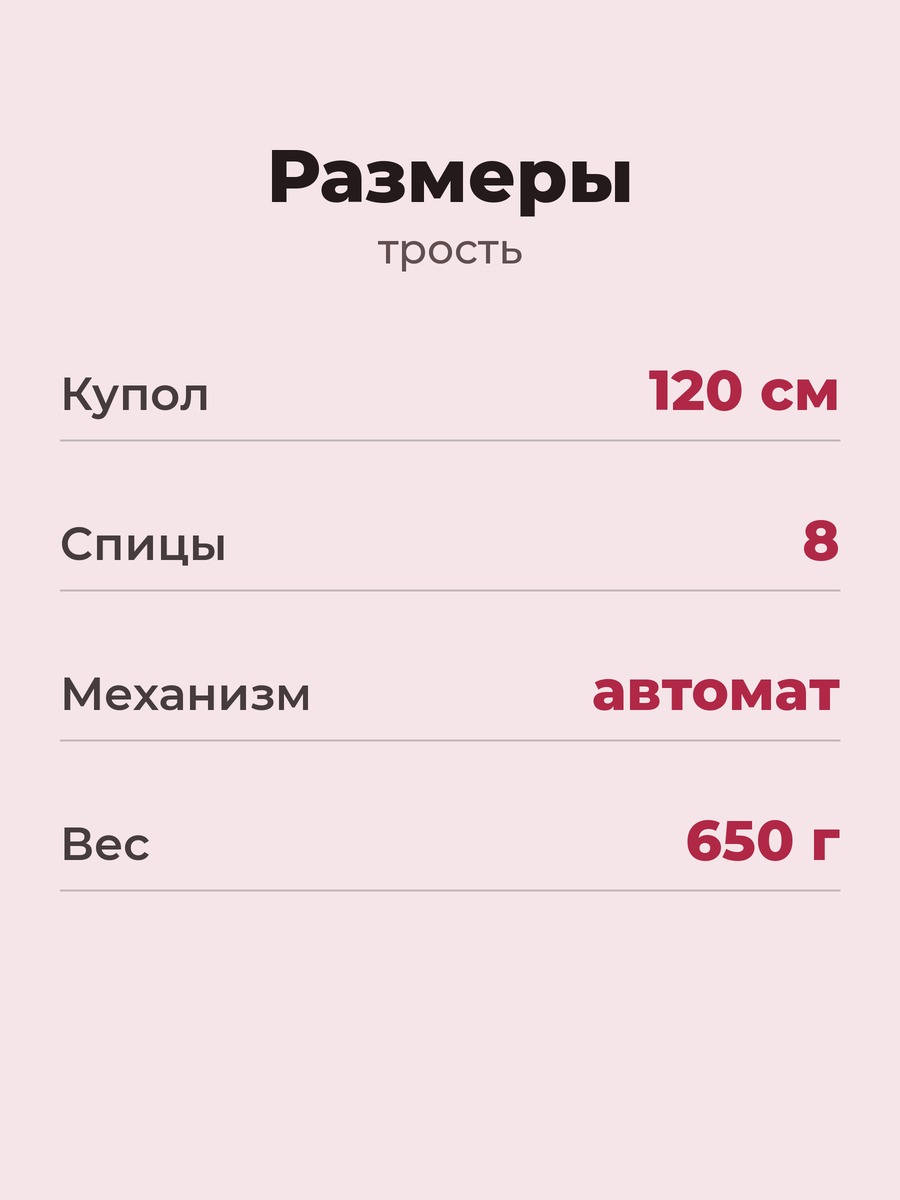 Размеры
трость
Купол 120 см
Спицы 8
Механизм автомат
Вес 650 г